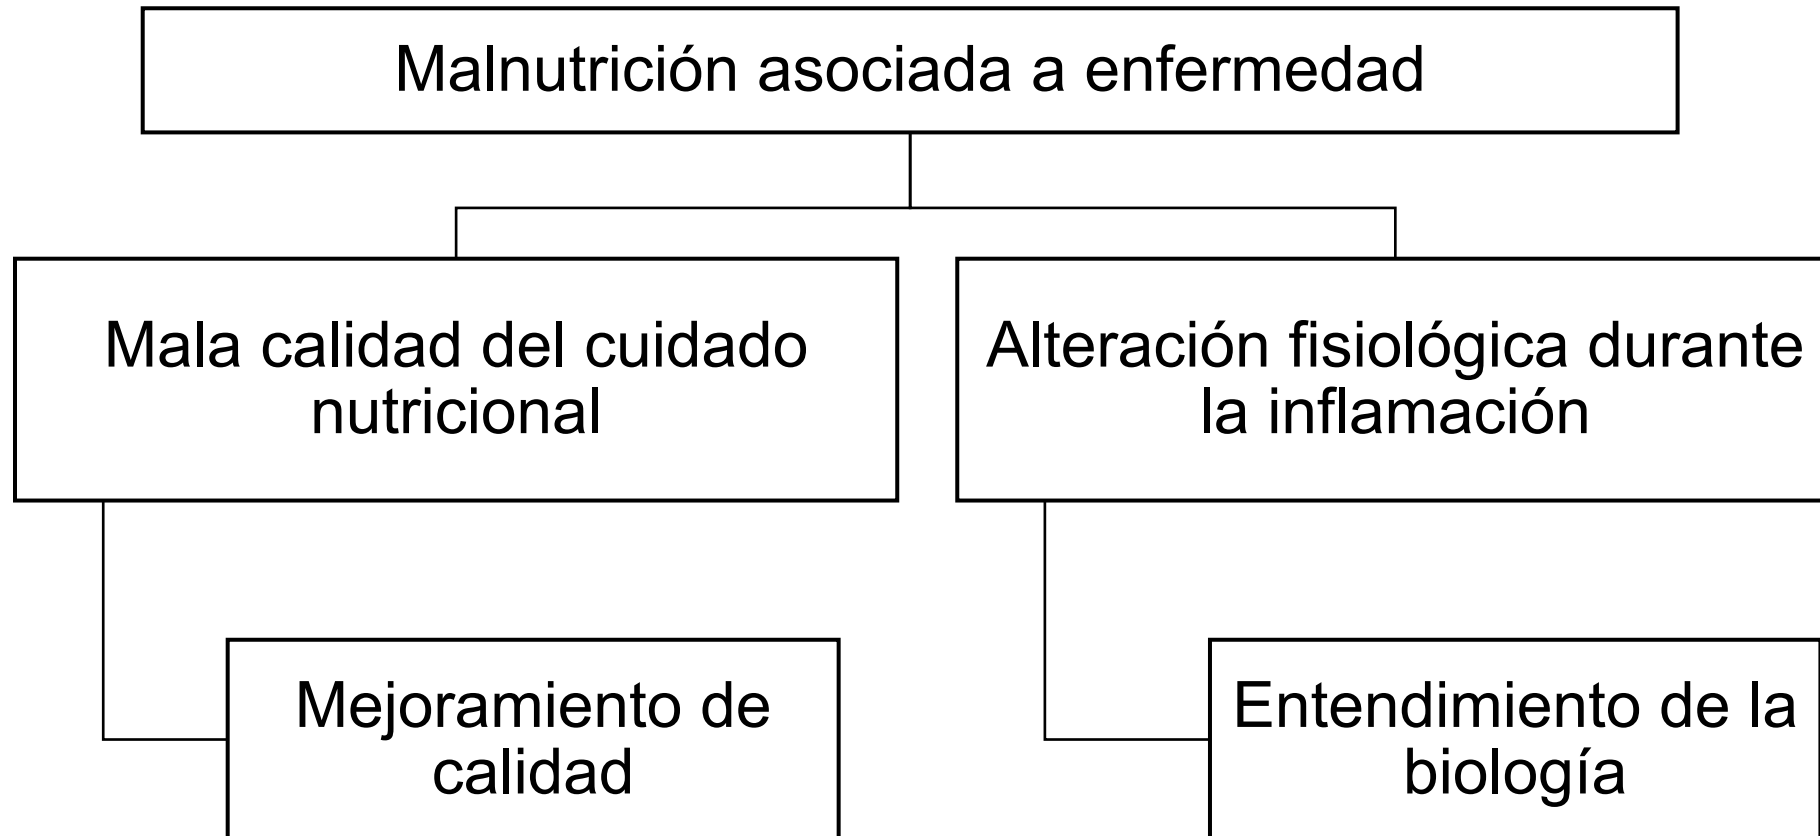 Malnutrición asociada a enfermedad
Mala calidad del cuidado
nutricional
Alteración fisiológica durante
la inflamación
Mejoramiento de
calidad
Entendimiento de la
biología